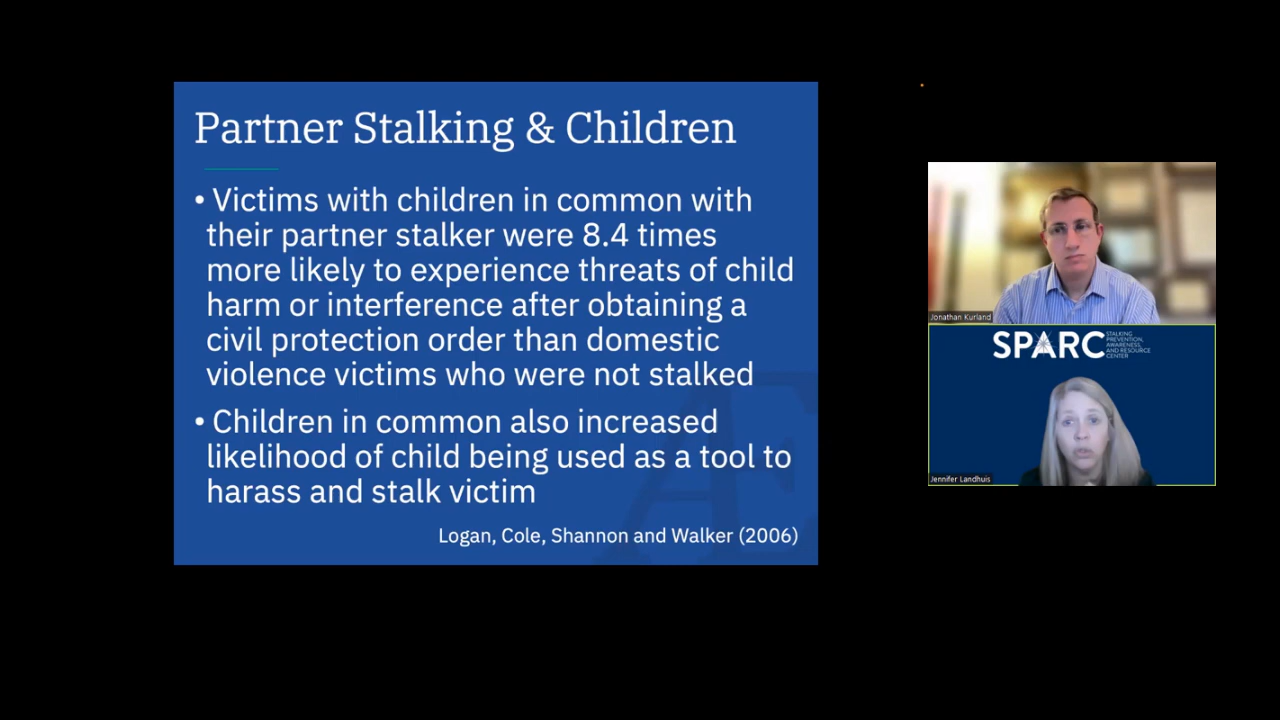 Partner Stalking & Children
• Victims with children in common with
their partner stalker were 8.4 times
more likely to experience threats of child
harm or interference after obtaining a
civil protection order than domestic
violence victims who were not stalked
• Children in common also increased
likelihood of child being used as a tool to
harass and stalk victim
Logan, Cole, Shannon and Walker (2006)
Jonathan Kurland
SPARC
STALKING
PREVENTION,
AWARENESS,
AND RESOURCE
CENTER
Jennifer Landhuis